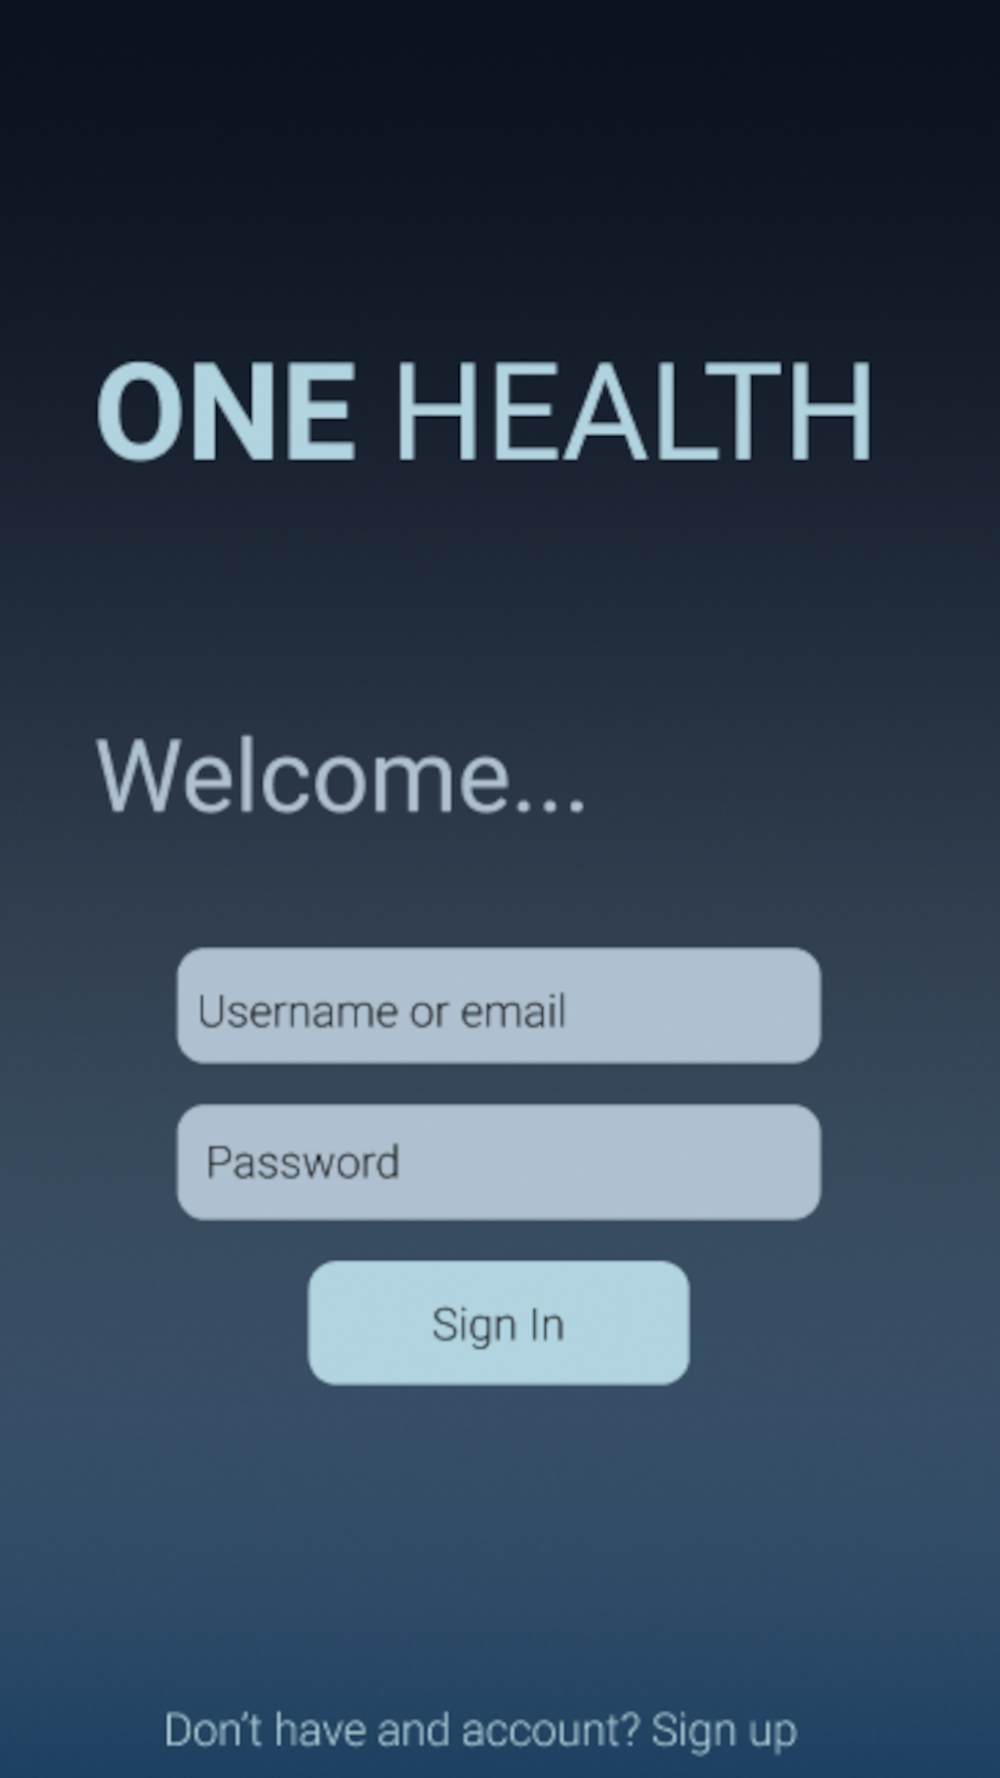 ONE HEALTH
Welcome...
Username or email
Password
Sign In
Don't have and account? Sign up